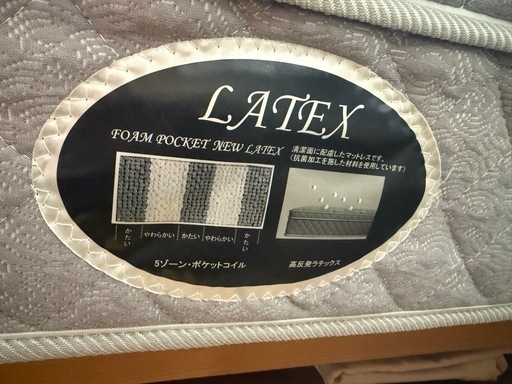 LATEX
FOAM POCKET NEW LATEX
清潔面に配慮したマットレスです。
(抗菌加工を施した材料を使用しています)
かたい やわらかい かたい やわらかい かたい
5ゾーン・ポケットコイル
高反発ラテックス